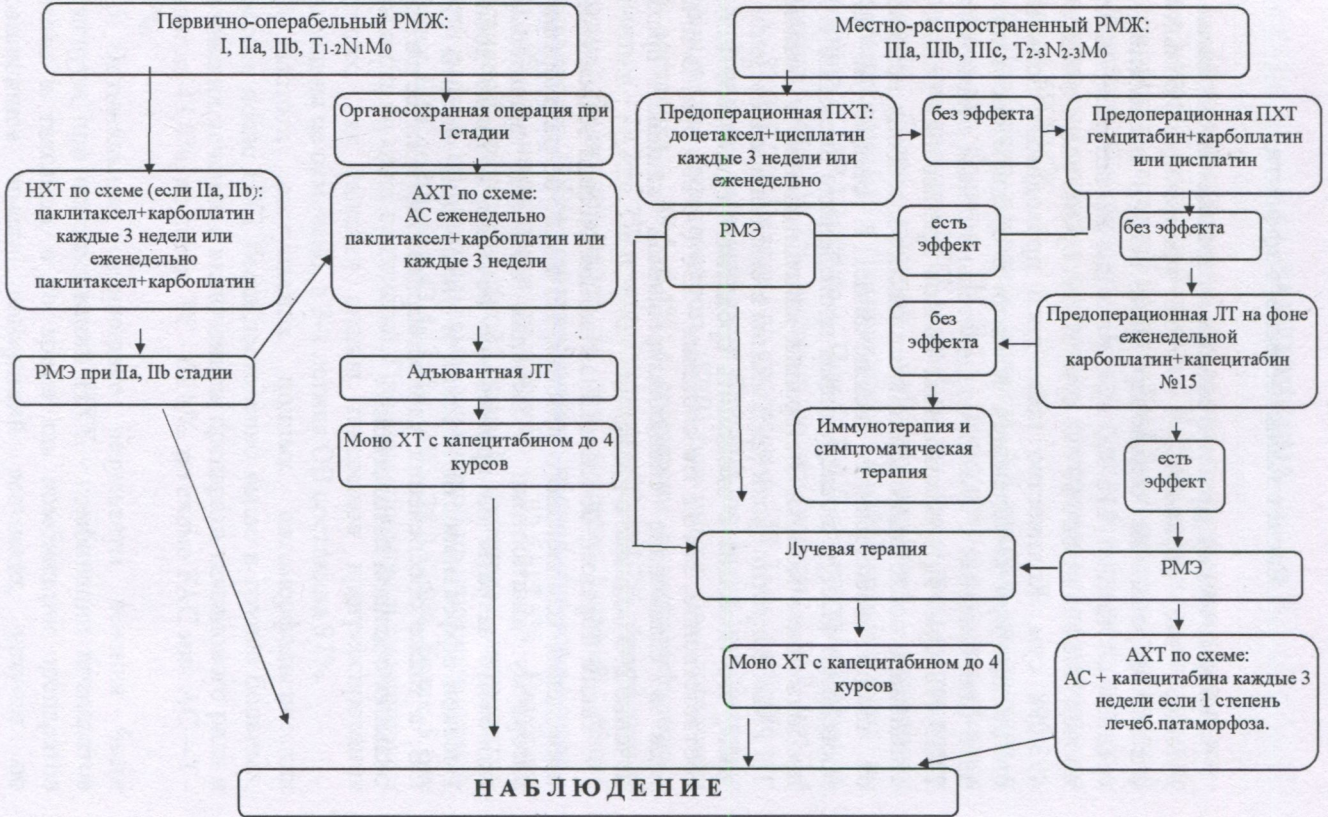 Первично-операбельный РМЖ:
I, IIa, IIb, T1-2N1M0
Органосохранная операция при
I стадии
НХТ по схеме (если IIa, IIb):
паклитаксел+карбоплатин
каждые 3 недели или
еженедельно
паклитаксел+карбоплатин
АХТ по схеме:
АС еженедельно
паклитаксел+карбоплатин или
каждые 3 недели
РМЭ при IIa, IIb стадии
Адъювантная ЛТ
Моно ХТ с капецитабином до 4
курсов
Местно-распространенный РМЖ:
IIIa, IIIb, IIIc, T2-3N2-3M0
Предоперационная ПХТ:
доцетаксел+цисплатин
каждые 3 недели или
еженедельно
без эффекта
Предоперационная ПХТ
гемцитабин+карбоплатин
или цисплатин
РМЭ
есть
эффект
без эффекта
без
эффекта
Предоперационная ЛТ на фоне
еженедельной
карбоплатин+капецитабин
№15
Иммунотерапия и
симптоматическая
терапия
есть
эффект
Лучевая терапия
РМЭ
Моно ХТ с капецитабином до 4
курсов
АХТ по схеме:
АС + капецитабина каждые 3
недели если 1 степень
лечеб.патаморфоза.
НАБЛЮДЕНИЕ